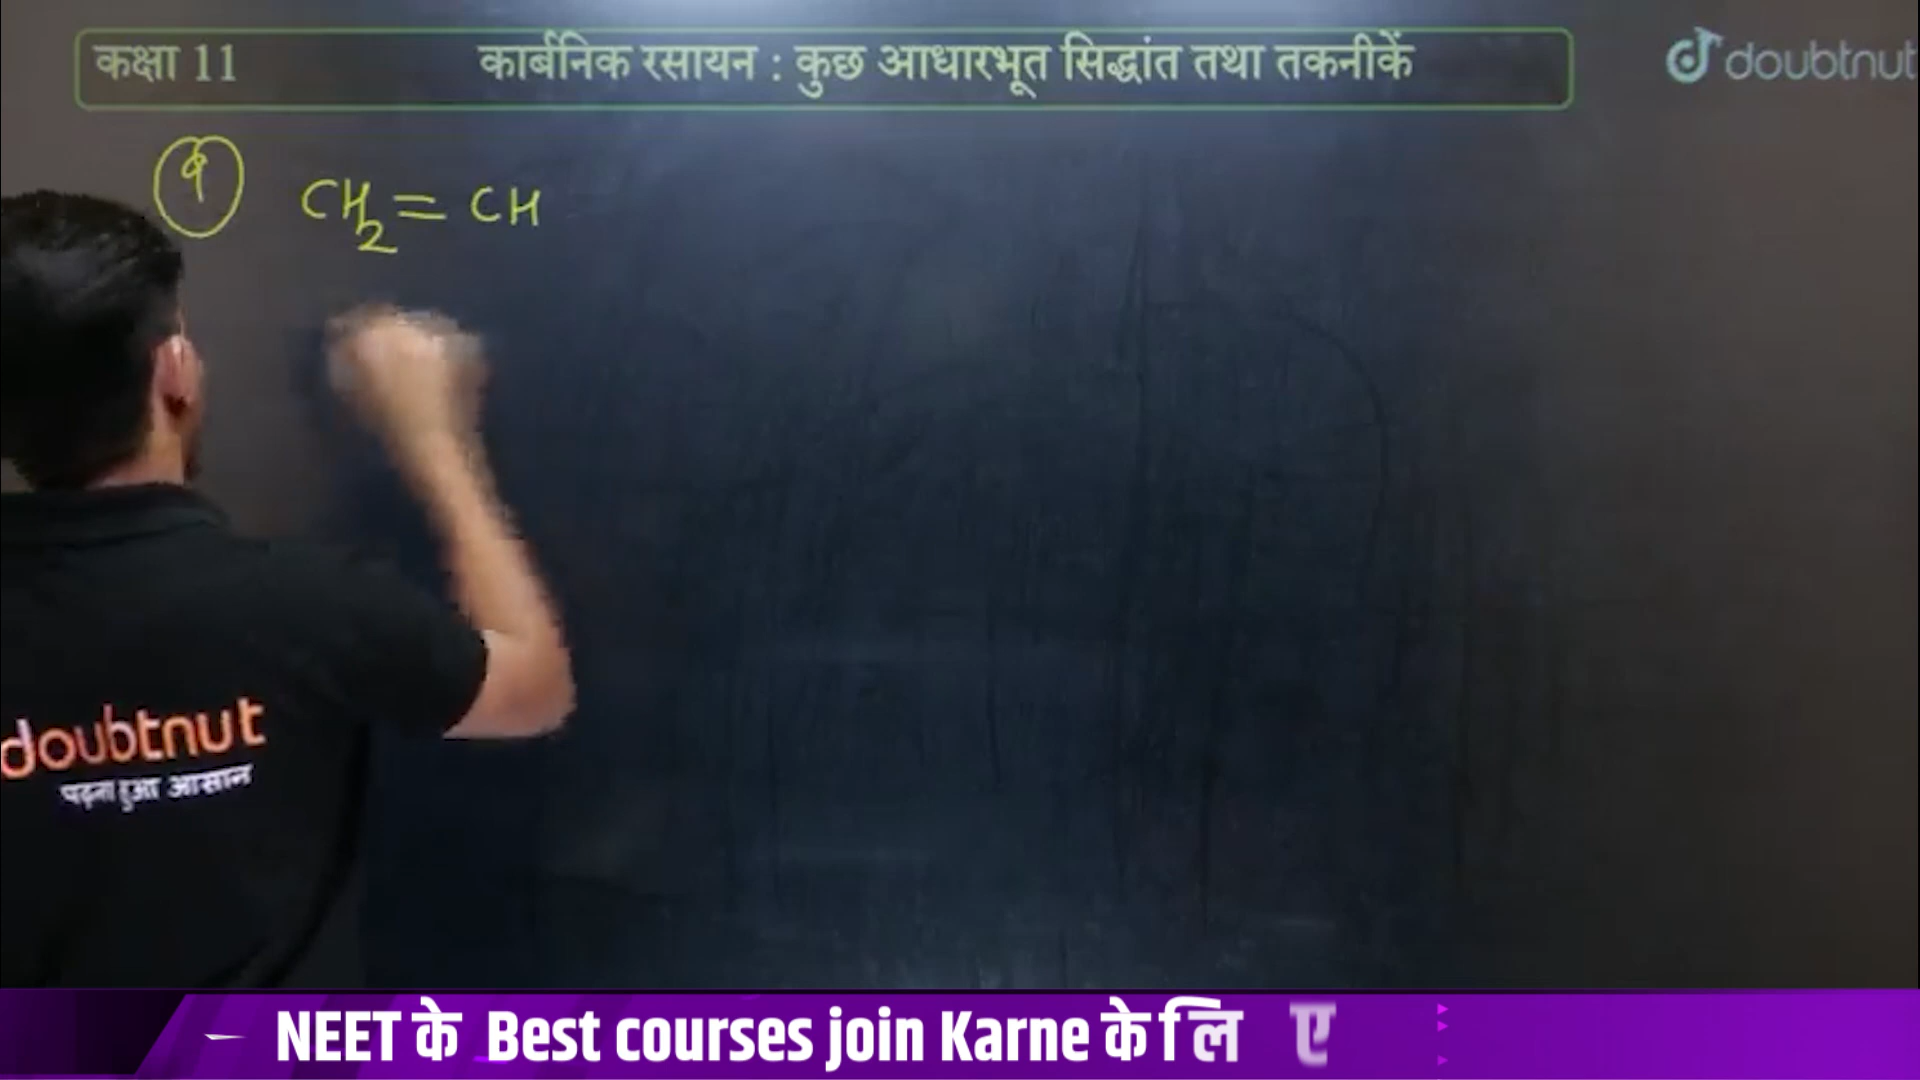 कक्षा 11 कार्बनिक रसायन : कुछ आधारभूत सिद्धांत तथा तकनीकें
doubtnut
१ CH₂ = CH
doubtnut
पढ़ना हुआ आसान
NEET के Best courses join Karne के लिए